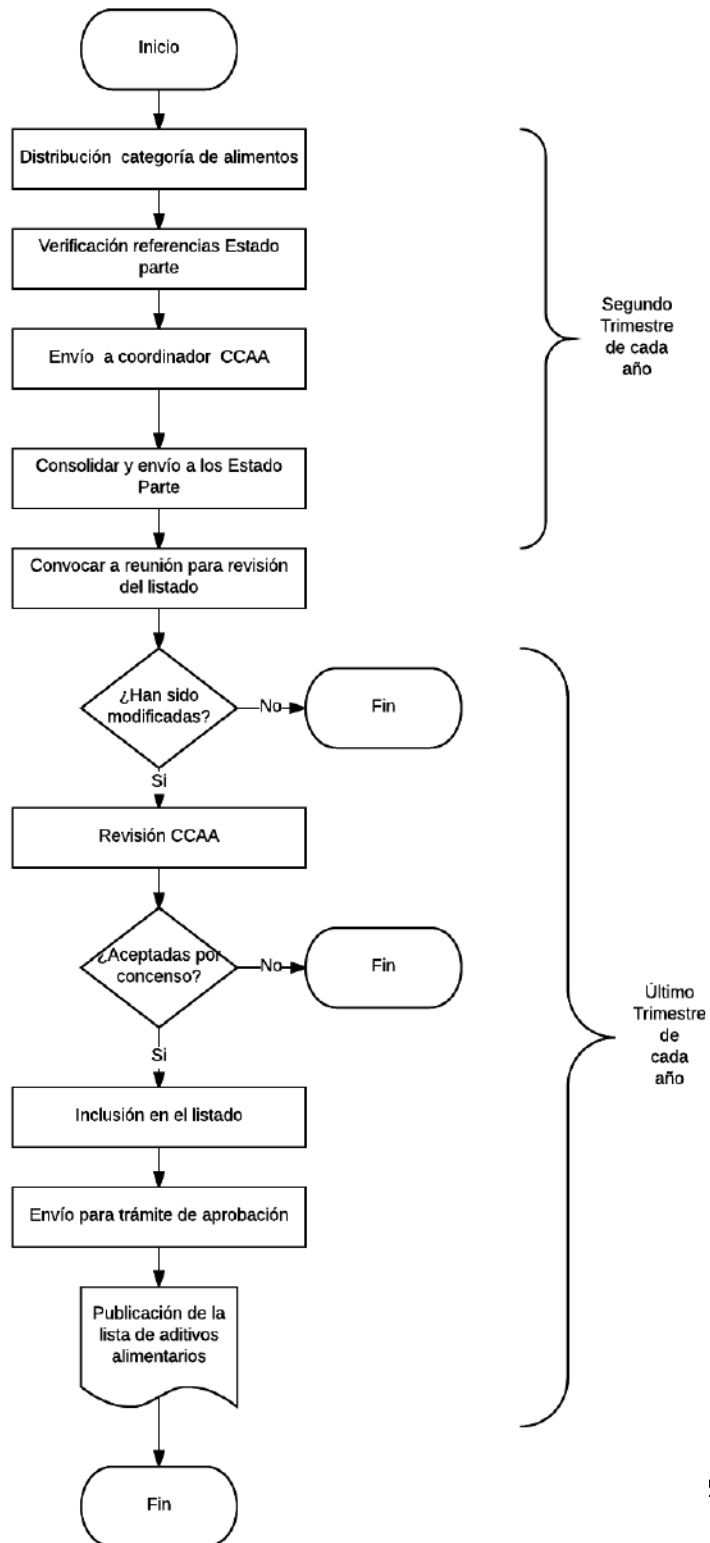 Inicio
Distribución categoría de alimentos
Verificación referencias Estado
parte
Envío a coordinador CCAA
Consolidar y envío a los Estado
Parte
Convocar a reunión para revisión
del listado
Segundo
Trimestre
de cada
año
¿Han sido
modificadas?
No
Fin
Si
Revisión CCAA
¿Aceptadas por
concenso?
No
Fin
Si
Inclusión en el listado
Envío para trámite de aprobación
Publicación de la
lista de aditivos
alimentarios
Fin
Último
Trimestre
de
cada
año